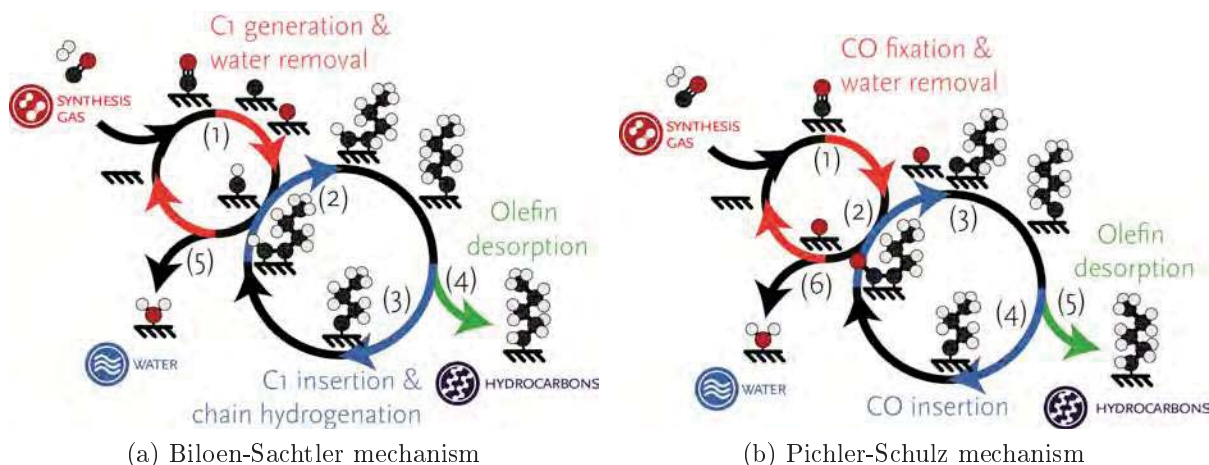 C1 generation &
water removal
SYNTHESIS
GAS
(1)
(2)
(3)
(4)
(5)
Olefin
desorption
WATER
C1 insertion &
chain hydrogenation
HYDROCARBONS
(a) Biloen-Sachtler mechanism
CO fixation &
water removal
SYNTHESIS
GAS
(1)
(2)
(3)
(4)
(5)
(6)
Olefin
desorption
WATER
CO insertion
HYDROCARBONS
(b) Pichler-Schulz mechanism